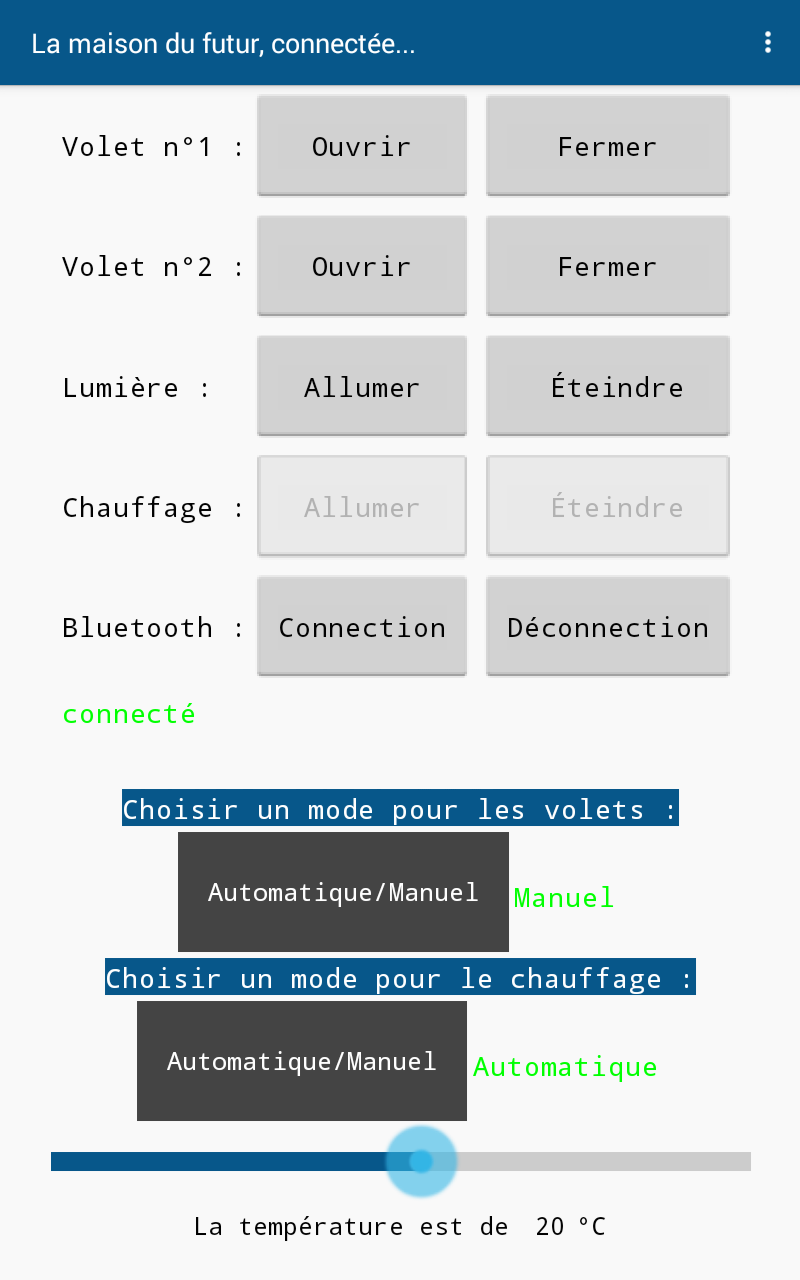 La maison du futur, connectée...
Volet n°1 : Ouvrir Fermer
Volet n°2 : Ouvrir Fermer
Lumière : Allumer Éteindre
Chauffage : Allumer Éteindre
Bluetooth : Connection Déconnection
connecté
Choisir un mode pour les volets :
Automatique/Manuel Manuel
Choisir un mode pour le chauffage :
Automatique/Manuel Automatique
La température est de 20 °C